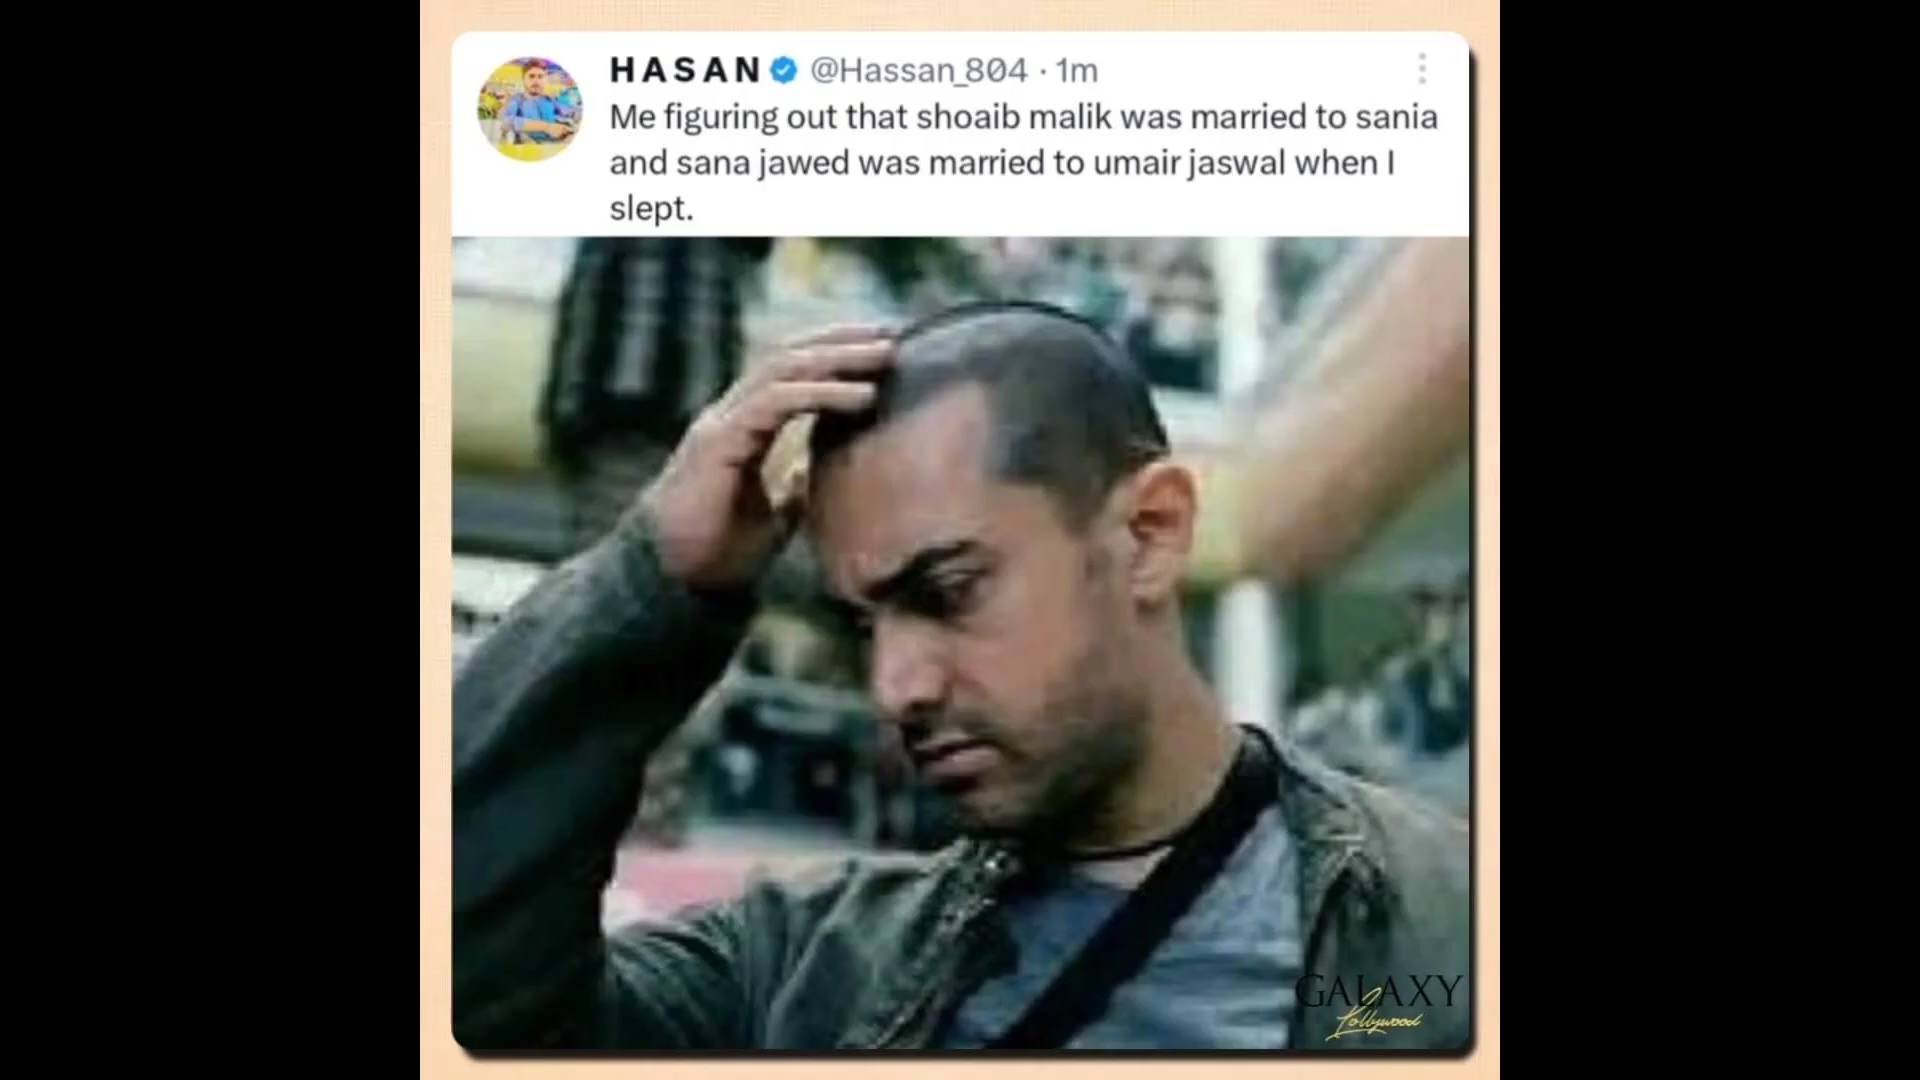 HASAN @Hassan_804 · 1m
Me figuring out that shoaib malik was married to sania
and sana jawed was married to umair jaswal when I
slept.
GALAXY
Lollywood